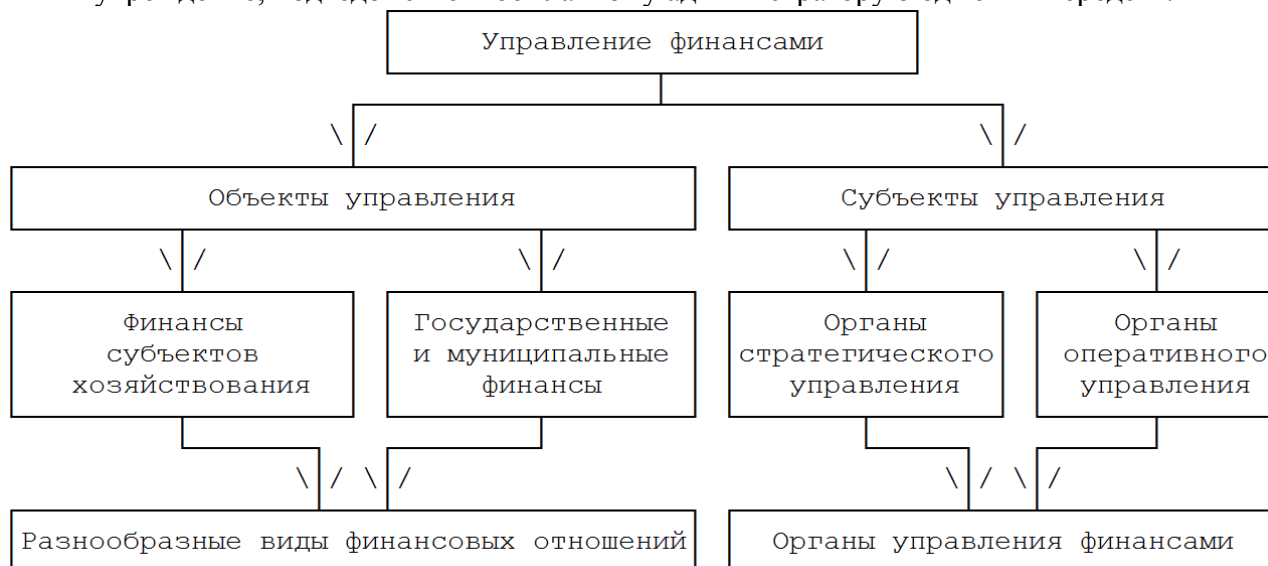 Управление финансами
Объекты управления
Субъекты управления
Финансы
субъектов
хозяйствования
Государственные
и муниципальные
финансы
Органы
стратегического
управления
Органы
оперативного
управления
Разнообразные виды финансовых отношений
Органы управления финансами